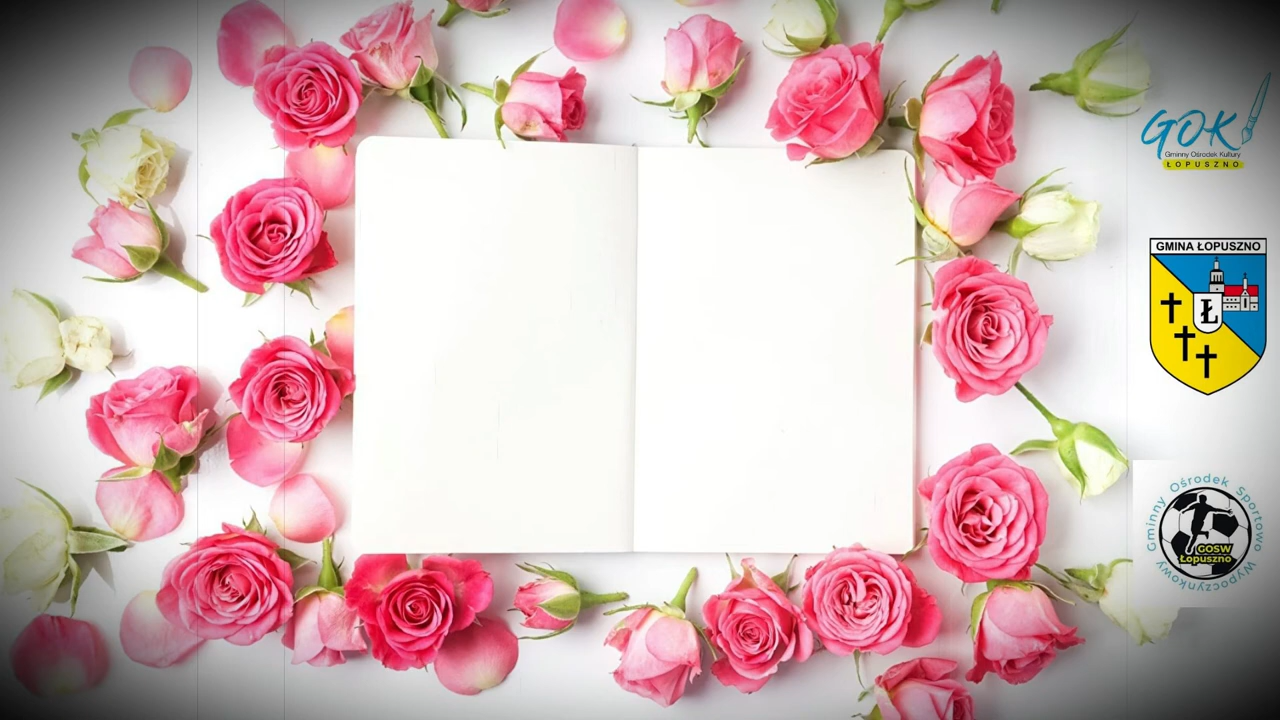 GOK
Gminny Ośrodek Kultury
ŁOPUSZNO
GMINA ŁOPUSZNO
Ł
Gminny Ośrodek Sportowo Wypoczynkowy
GOSW
Łopuszno